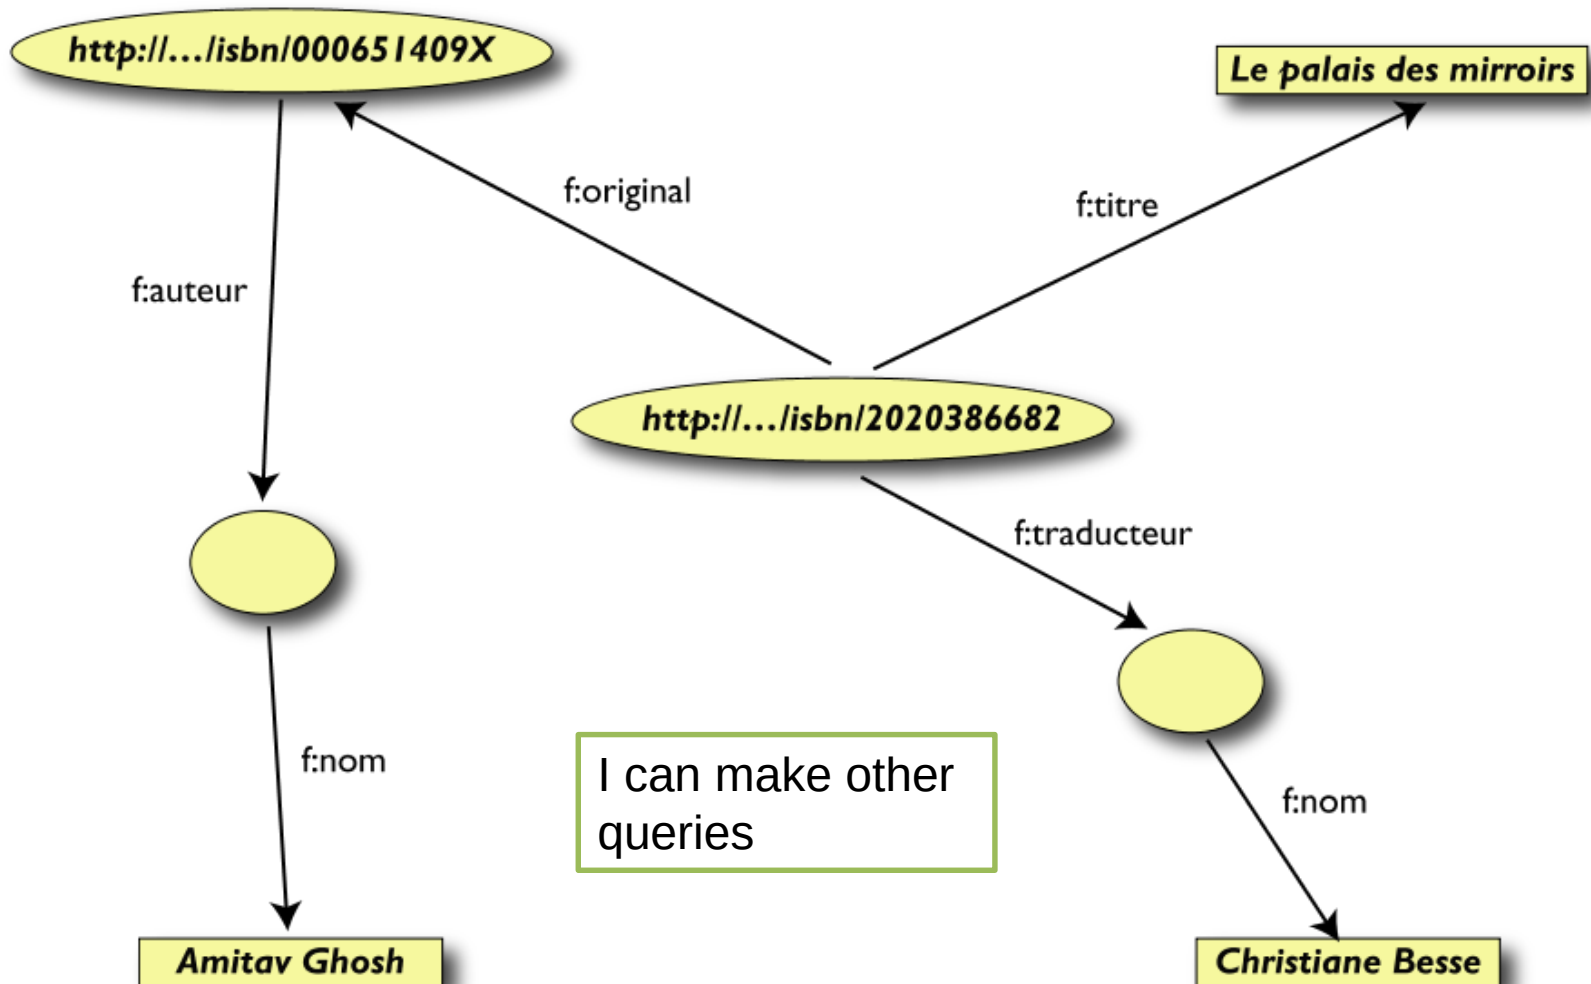 http://…/isbn/000651409X
Le palais des mirroirs
f:original
f:titre
f:auteur
http://…/isbn/2020386682
f:traducteur
f:nom
I can make other
queries
f:nom
Amitav Ghosh
Christiane Besse